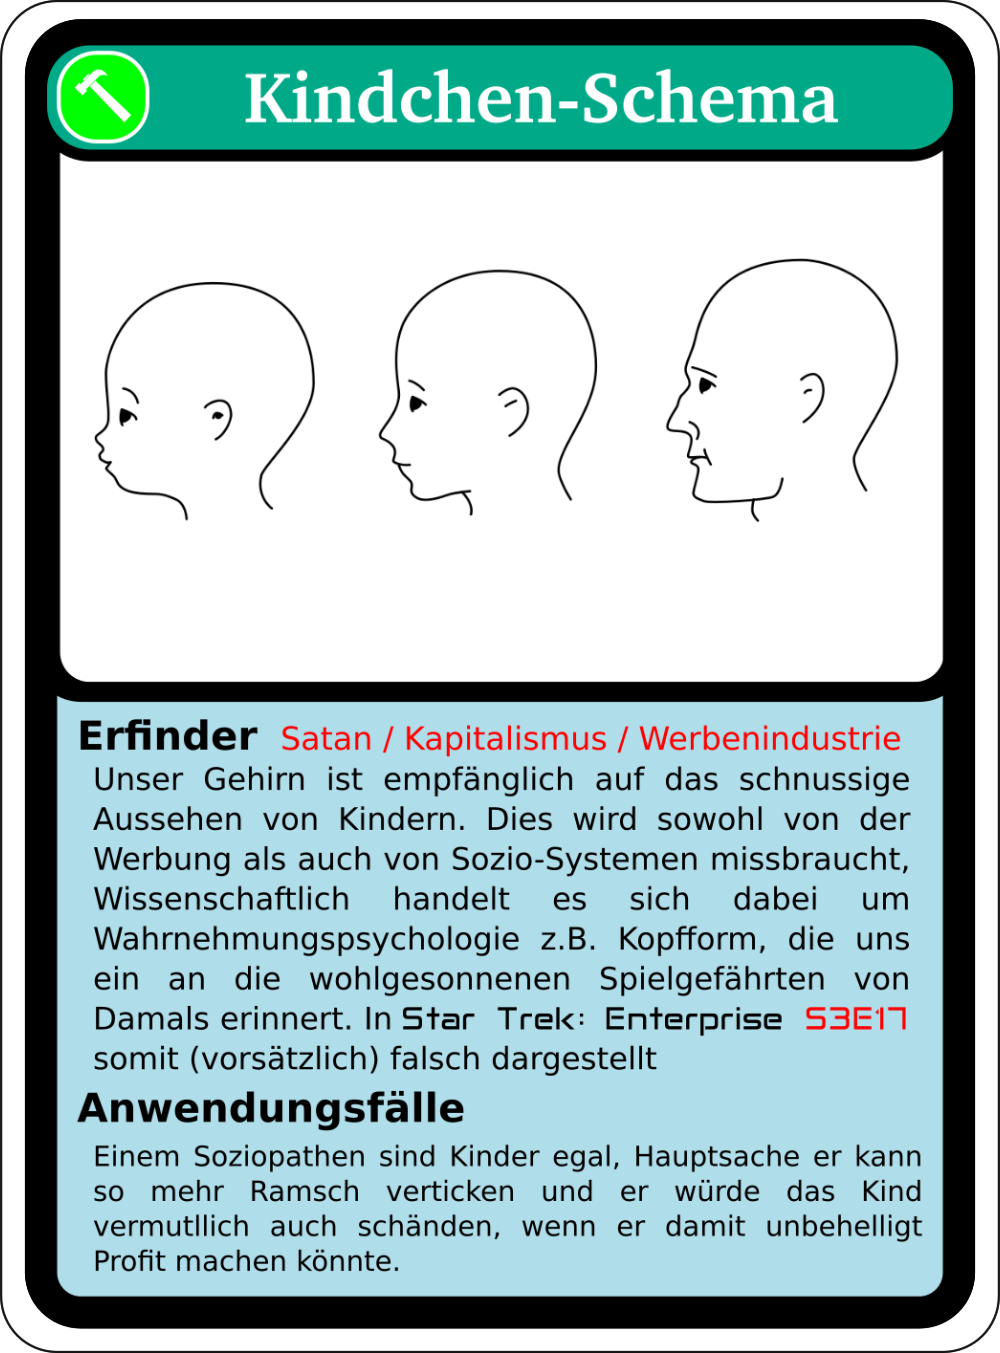 Kindchen-Schema
Erfinder Satan / Kapitalismus / Werbenindustrie
Unser Gehirn ist empfänglich auf das schnussige
Aussehen von Kindern. Dies wird sowohl von der
Werbung als auch von Sozio-Systemen missbraucht,
Wissenschaftlich handelt es sich dabei um
Wahrnehmungspsychologie z.B. Kopfform, die uns
ein an die wohlgesonnenen Spielgefährten von
Damals erinnert. In Star Trek: Enterprise S3E17
somit (vorsätzlich) falsch dargestellt
Anwendungsfälle
Einem Soziopathen sind Kinder egal, Hauptsache er kann
so mehr Ramsch verticken und er würde das Kind
vermutllich auch schänden, wenn er damit unbehelligt
Profit machen könnte.